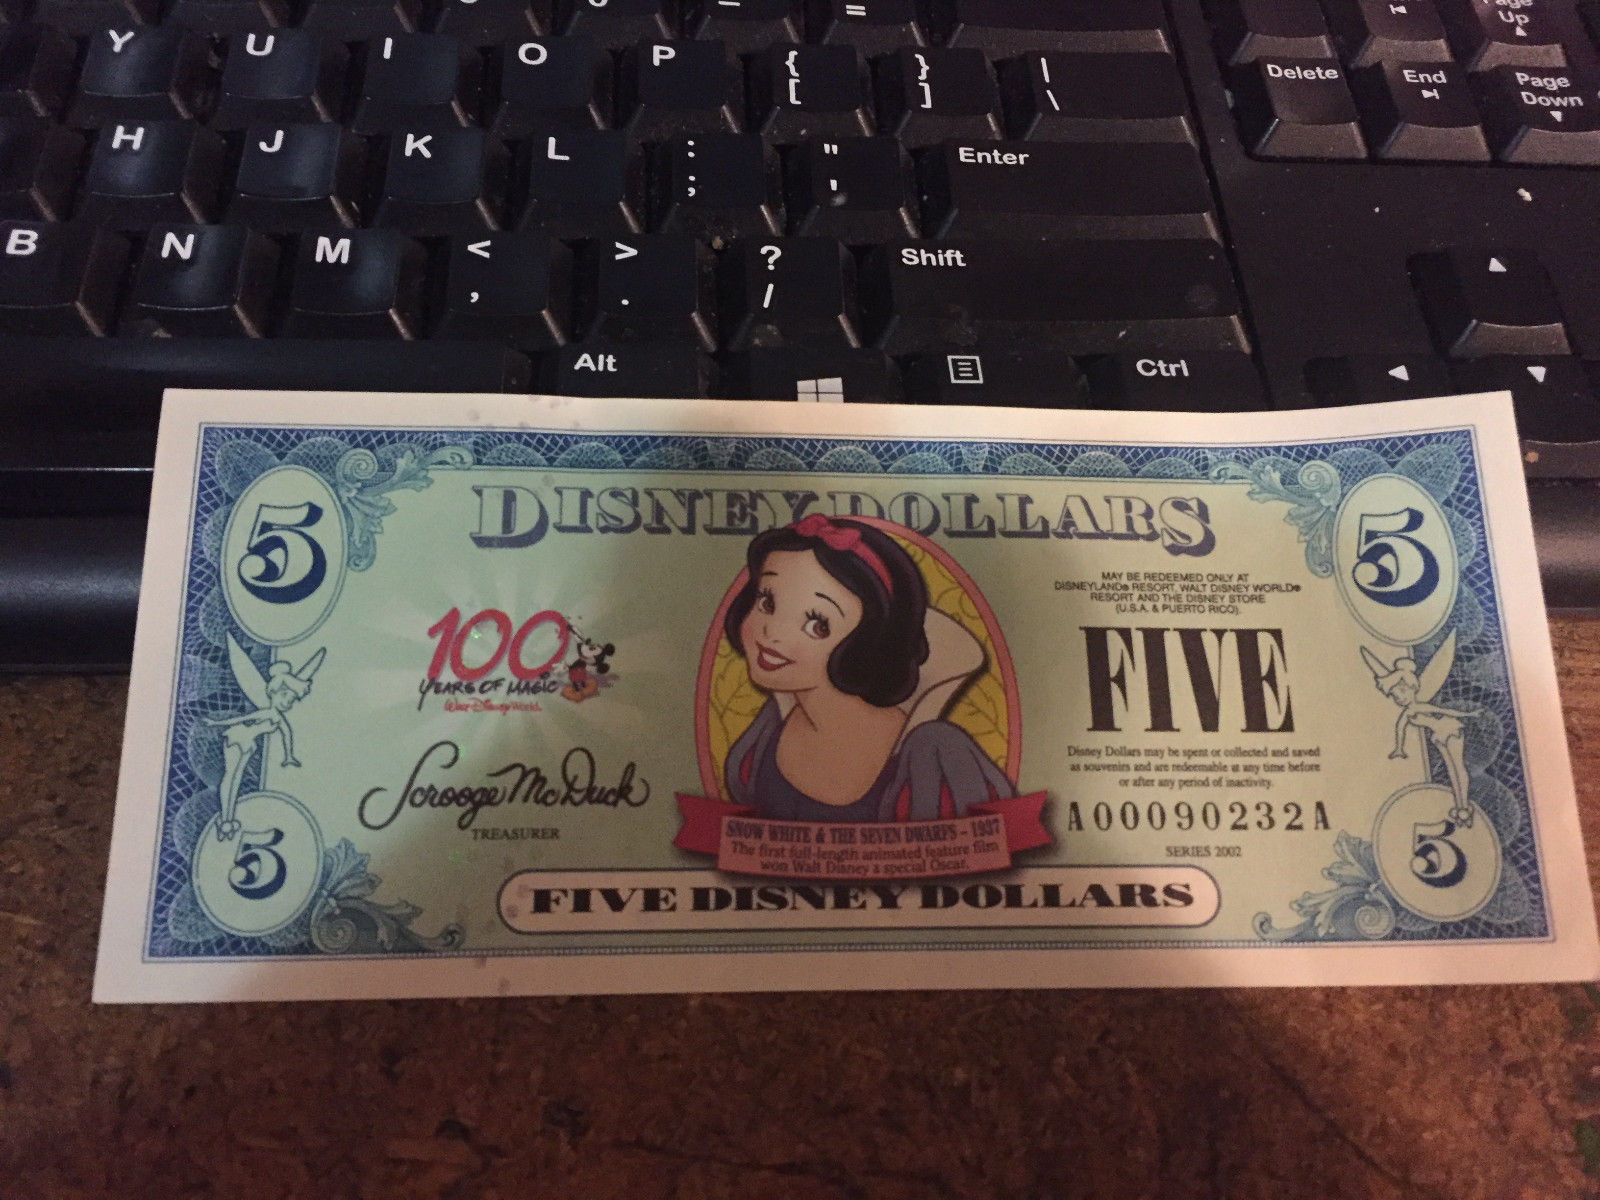 _
=
Page
Up
Y U I O P { [ } ] | \
Delete End Page
Down
H J K L : ; " ' Enter
B N M < , > . ? / Shift
Alt Ctrl
5 DISNEY DOLLARS 5
MAY BE REDEEMED ONLY AT
DISNEYLAND® RESORT, WALT DISNEY WORLD®
RESORT AND THE DISNEY STORE
(U.S.A. & PUERTO RICO).
100
YEARS OF MAGIC
Walt Disney World.
FIVE
Disney Dollars may be spent or collected and saved
as souvenirs and are redeemable at any time before
or after any period of inactivity.
Scrooge McDuck
TREASURER
A00090232A
SERIES 2002
SNOW WHITE & THE SEVEN DWARFS – 1937
The first full-length animated feature film
won Walt Disney a special Oscar.
5 FIVE DISNEY DOLLARS 5